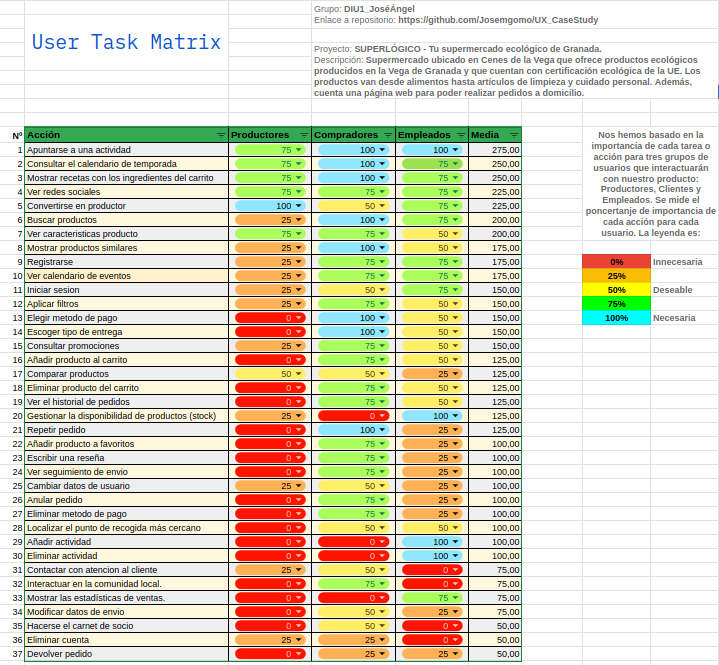 Grupo: DIU1_JoséÁngel
Enlace a repositorio: https://github.com/Josemgomo/UX_CaseStudy
User Task Matrix
Proyecto: SUPERLÓGICO - Tu supermercado ecológico de Granada.
Descripción: Supermercado ubicado en Cenes de la Vega que ofrece productos ecológicos
producidos en la Vega de Granada y que cuentan con certificación ecológica de la UE. Los
productos van desde alimentos hasta artículos de limpieza y cuidado personal. Además,
cuenta una página web para poder realizar pedidos a domicilio.
Nº Acción Productores Compradores Empleados Media
1 Apuntarse a una actividad 75 100 100 275,00
2 Consultar el calendario de temporada 75 100 75 250,00
3 Mostrar recetas con los ingredientes del carrito 75 100 75 250,00
4 Ver redes sociales 75 75 75 225,00
5 Convertirse en productor 100 50 75 225,00
6 Buscar productos 25 100 75 200,00
7 Ver caracteristicas producto 75 75 50 200,00
8 Mostrar productos similares 25 100 50 175,00
9 Registrarse 25 75 75 175,00
10 Ver calendario de eventos 25 75 75 175,00
11 Iniciar sesion 25 50 75 150,00
12 Aplicar filtros 25 75 50 150,00
13 Elegir metodo de pago 0 100 50 150,00
14 Escoger tipo de entrega 0 100 50 150,00
15 Consultar promociones 25 75 50 150,00
16 Añadir producto al carrito 0 75 50 125,00
17 Comparar productos 50 50 25 125,00
18 Eliminar producto del carrito 0 75 50 125,00
19 Ver el historial de pedidos 0 75 50 125,00
20 Gestionar la disponibilidad de productos (stock) 25 0 100 125,00
21 Repetir pedido 0 100 25 125,00
22 Añadir producto a favoritos 0 75 25 100,00
23 Escribir una reseña 0 75 25 100,00
24 Ver seguimiento de envio 0 75 25 100,00
25 Cambiar datos de usuario 25 50 25 100,00
26 Anular pedido 0 75 25 100,00
27 Eliminar metodo de pago 0 75 25 100,00
28 Localizar el punto de recogida más cercano 0 50 50 100,00
29 Añadir actividad 0 0 100 100,00
30 Eliminar actividad 0 0 100 100,00
31 Contactar con atencion al cliente 25 50 0 75,00
32 Interactuar en la comunidad local. 0 75 0 75,00
33 Mostrar las estadísticas de ventas. 0 0 75 75,00
34 Modificar datos de envio 0 50 25 75,00
35 Hacerse el carnet de socio 0 50 0 50,00
36 Eliminar cuenta 25 25 0 50,00
37 Devolver pedido 0 25 25 50,00
Nos hemos basado en la
importancia de cada tarea o
acción para tres grupos de
usuarios que interactuarán
con nuestro producto:
Productores, Clientes y
Empleados. Se mide el
poncertanje de importancia de
cada acción para cada
usuario. La leyenda es:
0% Innecesaria
25%
50% Deseable
75%
100% Necesaria